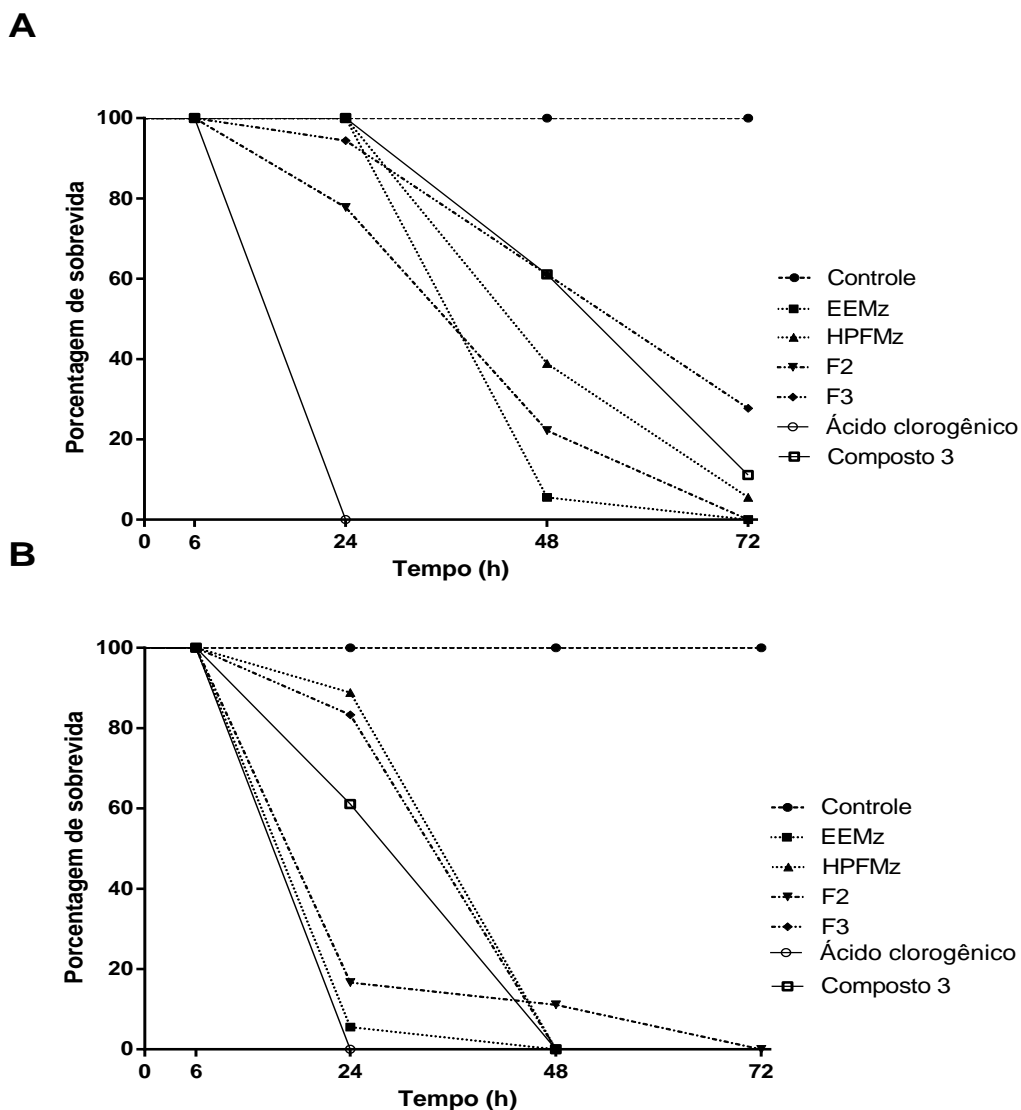 A
Porcentagem de sobrevida
100
80
60
40
20
0
0 6 24 48 72
Tempo (h)
Controle
EEMz
HPFMz
F2
F3
Ácido clorogênico
Composto 3
B
Porcentagem de sobrevida
100
80
60
40
20
0
0 6 24 48 72
Tempo (h)
Controle
EEMz
HPFMz
F2
F3
Ácido clorogênico
Composto 3